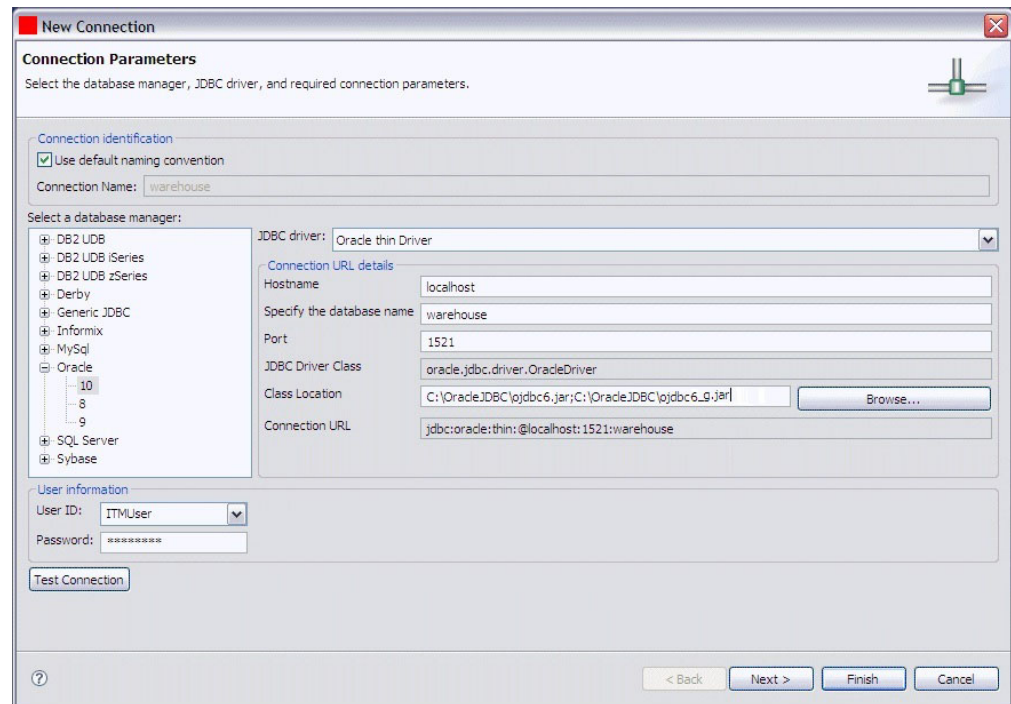 New Connection
Connection Parameters
Select the database manager, JDBC driver, and required connection parameters.
Connection identification
Use default naming convention
Connection Name: warehouse
Select a database manager:
DB2 UDB
DB2 UDB iSeries
DB2 UDB zSeries
Derby
Generic JDBC
Informix
MySql
Oracle
10
8
9
SQL Server
Sybase
JDBC driver: Oracle thin Driver
Connection URL details
Hostname localhost
Specify the database name warehouse
Port 1521
JDBC Driver Class oracle.jdbc.driver.OracleDriver
Class Location C:\OracleJDBC\ojdbc6.jar;C:\OracleJDBC\ojdbc6_g.jar Browse...
Connection URL jdbc:oracle:thin:@localhost:1521:warehouse
User information
User ID: ITMUser
Password: ********
Test Connection
? < Back Next > Finish Cancel